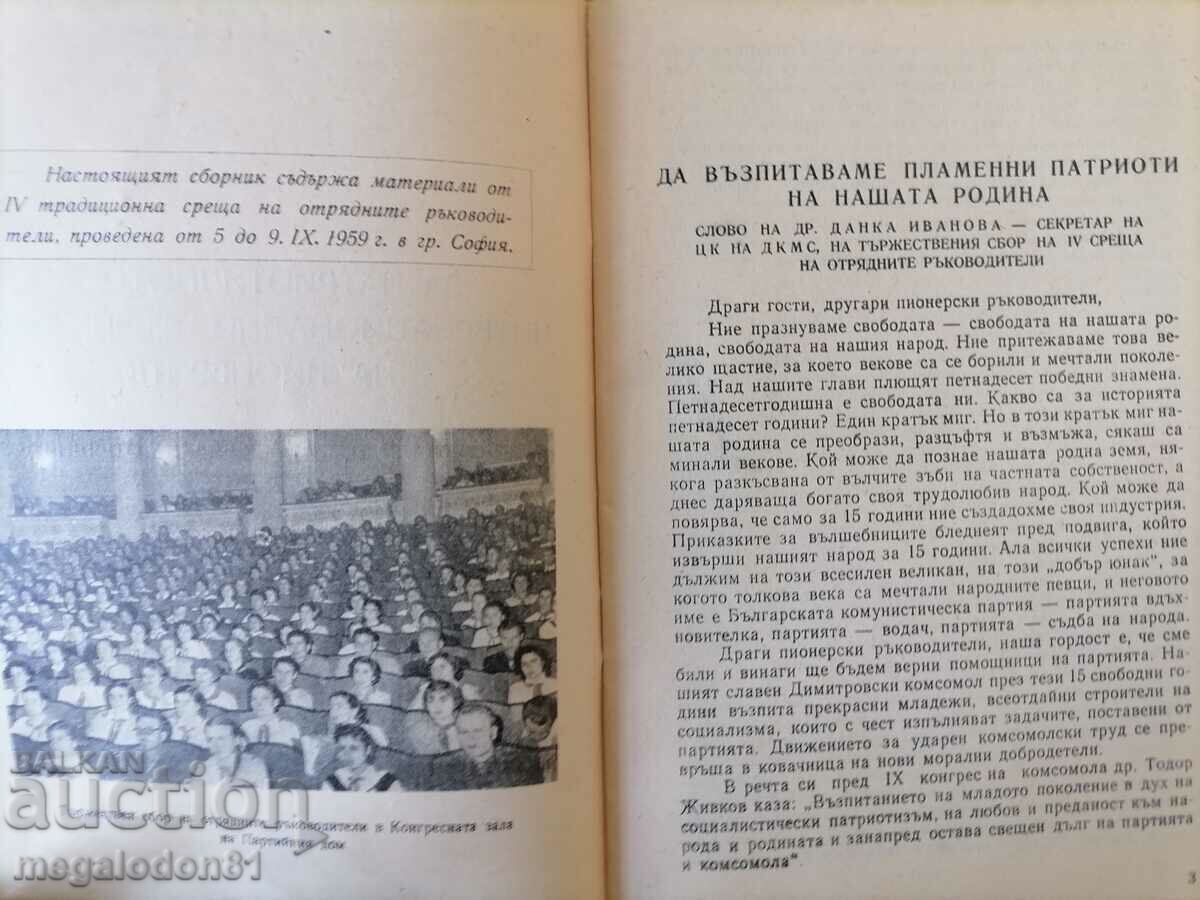 Настоящият сборник съдържа материали от
IV традиционна среща на отрядните ръководи-
тели, проведена от 5 до 9. IX. 1959 г. в гр. София.
сбор на отрядните ръководители в Конгресната зала
на Партийния дом
BALKAN
auction
megalodon81
ДА ВЪЗПИТАВАМЕ ПЛАМЕННИ ПАТРИОТИ
НА НАШАТА РОДИНА
СЛОВО НА ДР. ДАНКА ИВАНОВА — СЕКРЕТАР НА
ЦК НА ДКМС, НА ТЪРЖЕСТВЕНИЯ СБОР НА IV СРЕЩА
НА ОТРЯДНИТЕ РЪКОВОДИТЕЛИ
Драги гости, другари пионерски ръководители,
Ние празнуваме свободата — свободата на нашата ро-
дина, свободата на нашия народ. Ние притежаваме това ве-
лико щастие, за което векове са се борили и мечтали поколе-
ния. Над нашите глави плющят петнадесет победни знамена.
Петнадесетгодишна е свободата ни. Какво са за историята
петнадесет години? Един кратък миг. Но в този кратък миг на-
шата родина се преобрази, разцъфтя и възмъжа, сякаш са
минали векове. Кой може да познае нашата родна земя, ня-
кога разкъсвана от вълчите зъби на частната собственост, а
днес даряваща богато своя трудолюбив народ. Кой може да
повярва, че само за 15 години ние създадохме своя индустрия.
Приказките за вълшебниците бледнеят пред подвига, който
извърши нашият народ за 15 години. Ала всички успехи ние
дължим на този всесилен великан, на този „добър юнак“, за
когото толкова века са мечтали народните певци, и неговото
име е Българската комунистическа партия — партията вдъх-
новителка, партията — водач, партията — съдба на народа.
Драги пионерски ръководители, наша гордост е, че сме
били и винаги ще бъдем верни помощници на партията. На-
шият славен Димитровски комсомол през тези 15 свободни го-
дини възпита прекрасни младежи, всеотдайни строители на
социализма, които с чест изпълняват задачите, поставени от
партията. Движението за ударен комсомолски труд се пре-
връща в ковачница на нови морални добродетели.
В речта си пред IX конгрес на комсомола др. Тодор
Живков каза: „Възпитанието на младото поколение в дух на
социалистически патриотизъм, на любов и преданост към на-
рода и родината и занапред остава свещен дълг на партията
и комсомола“.
3